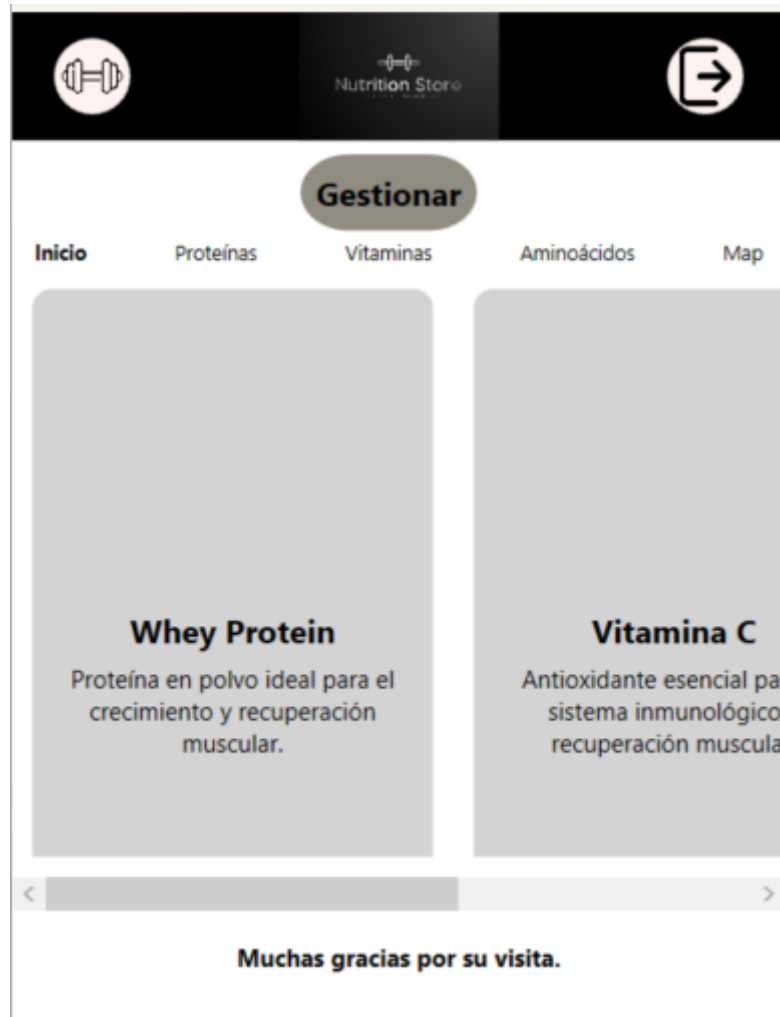 Nutrition Store
Gestionar
Inicio Proteínas Vitaminas Aminoácidos Map
Whey Protein
Proteína en polvo ideal para el
crecimiento y recuperación
muscular.
Vitamina C
Antioxidante esencial pa
sistema inmunológico
recuperación muscula
Muchas gracias por su visita.